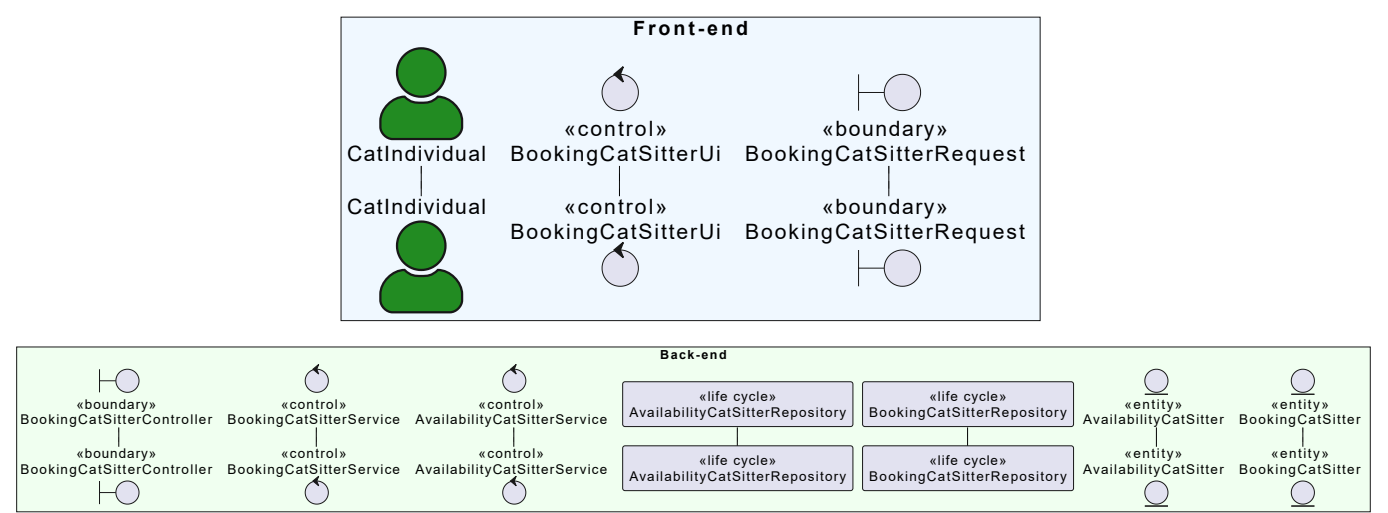 Front-end
CatIndividual
«control»
BookingCatSitterUi
«boundary»
BookingCatSitterRequest
CatIndividual
«control»
BookingCatSitterUi
«boundary»
BookingCatSitterRequest
Back-end
«boundary»
BookingCatSitterController
«control»
BookingCatSitterService
«control»
AvailabilityCatSitterService
«life cycle»
AvailabilityCatSitterRepository
«life cycle»
BookingCatSitterRepository
«entity»
AvailabilityCatSitter
«entity»
BookingCatSitter
«boundary»
BookingCatSitterController
«control»
BookingCatSitterService
«control»
AvailabilityCatSitterService
«life cycle»
AvailabilityCatSitterRepository
«life cycle»
BookingCatSitterRepository
«entity»
AvailabilityCatSitter
«entity»
BookingCatSitter